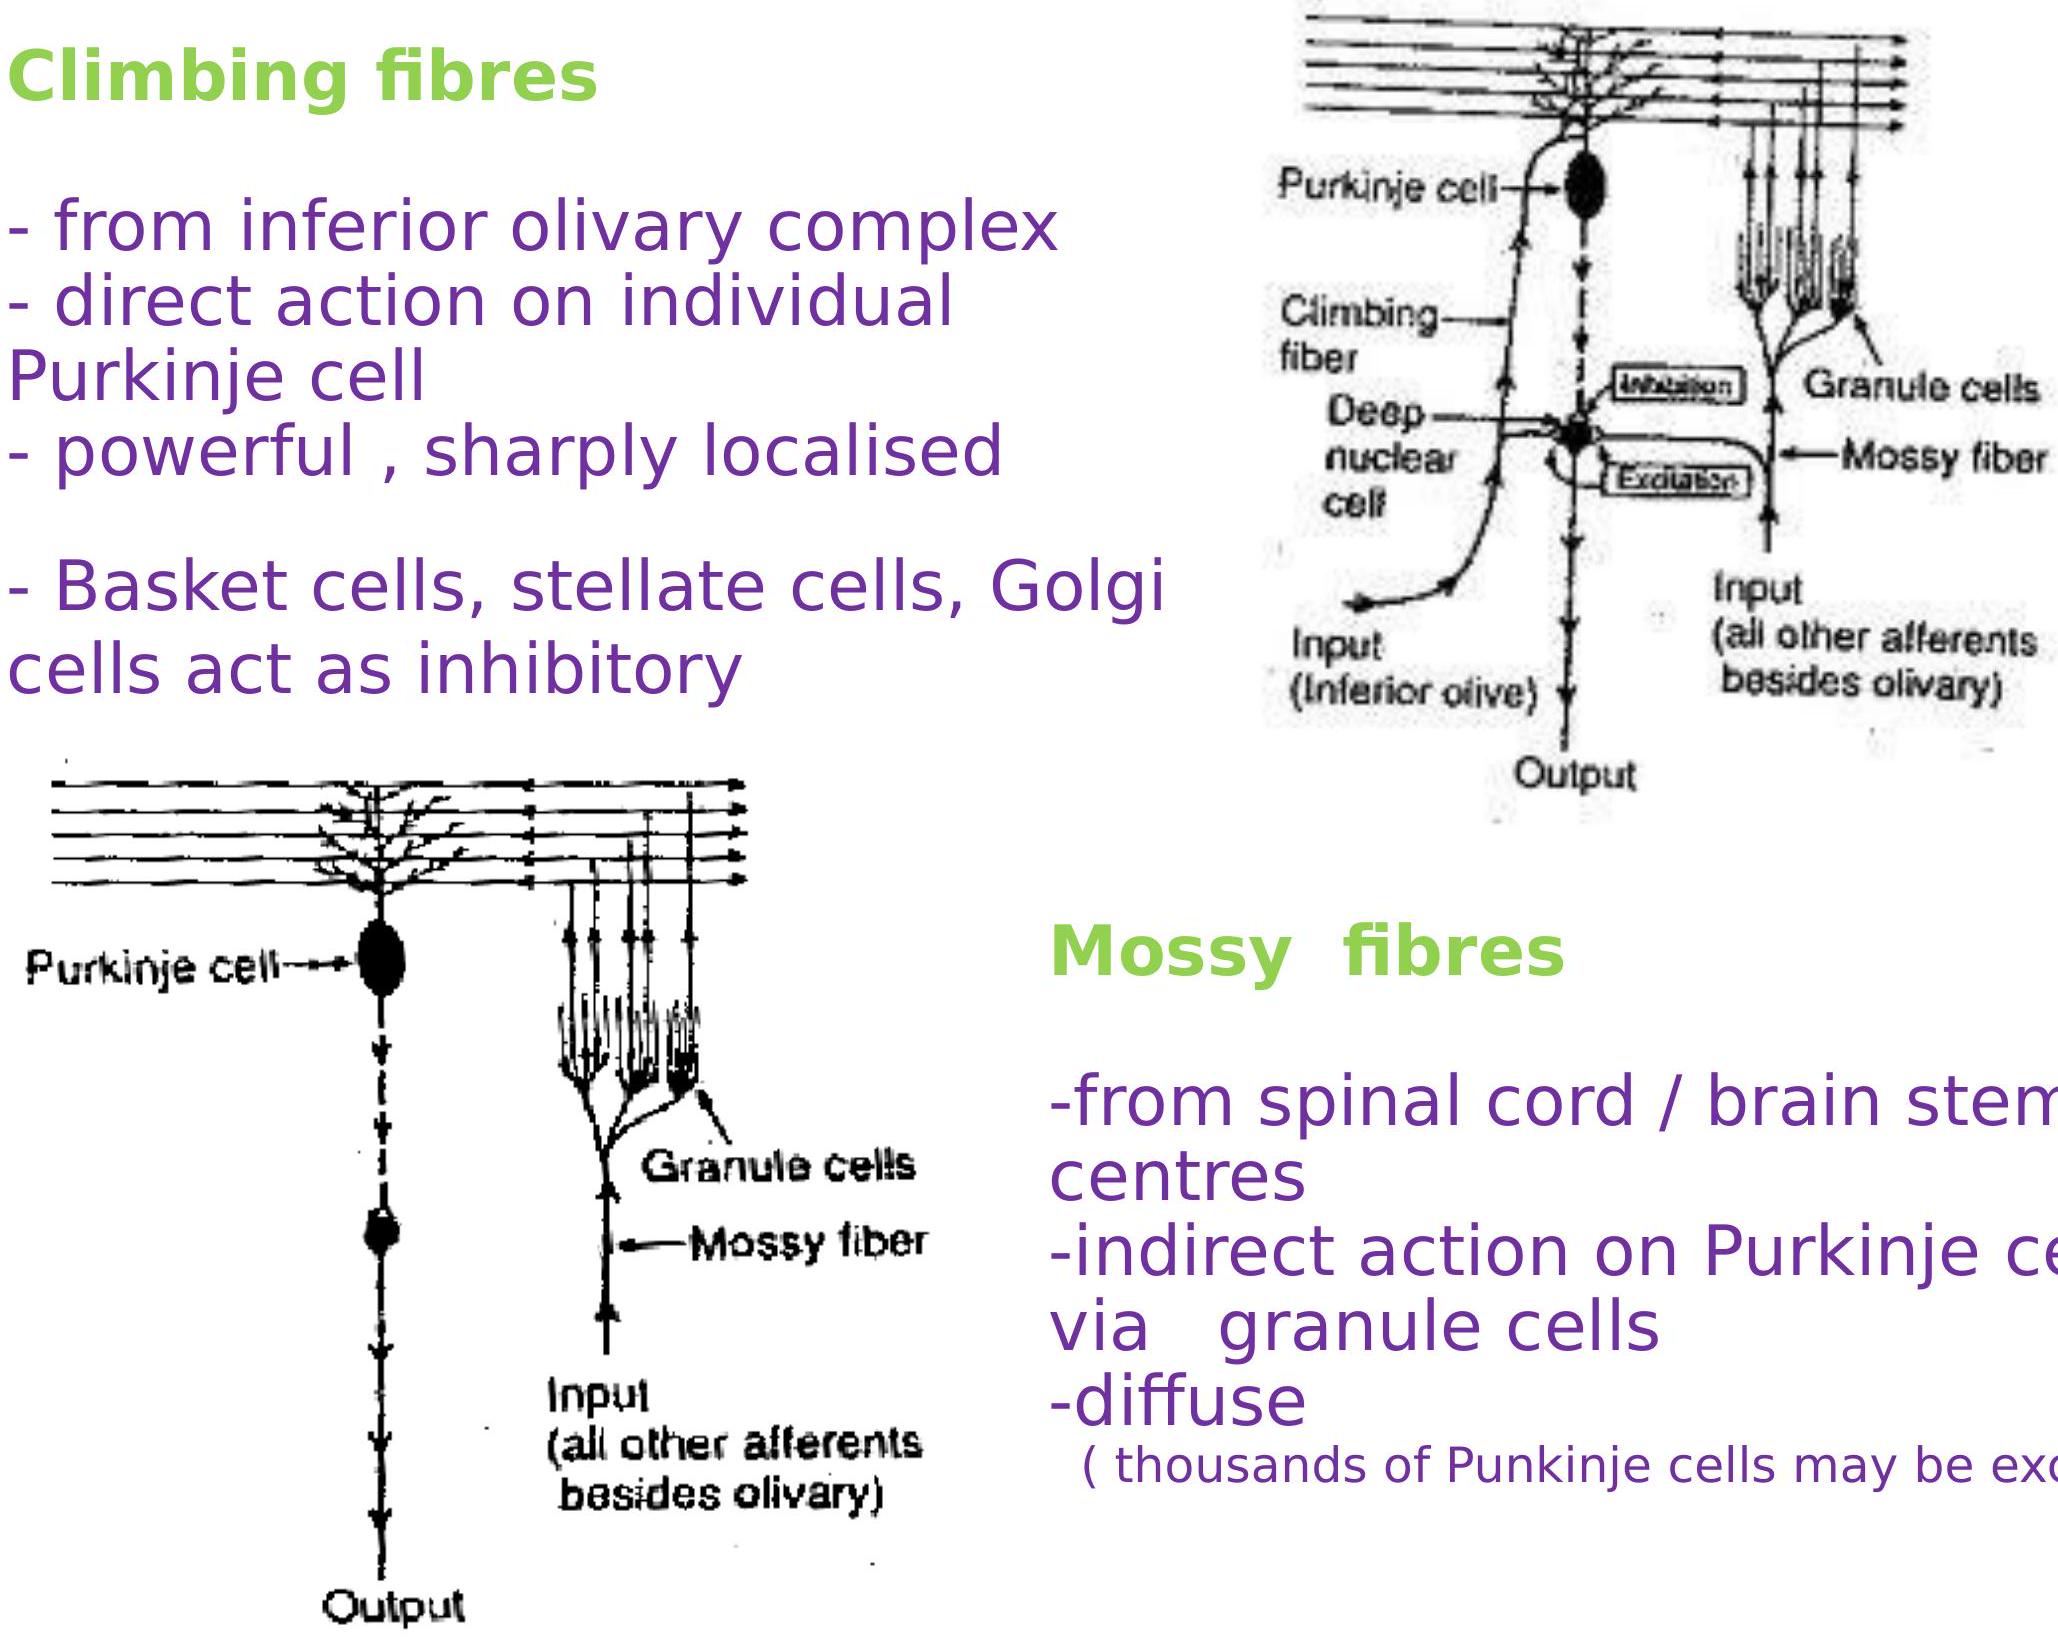 Climbing fibres
- from inferior olivary complex
- direct action on individual
Purkinje cell
- powerful , sharply localised
- Basket cells, stellate cells, Golgi
cells act as inhibitory
Purkinje cell
Climbing
fiber
Deep
nuclear
cell
Inhibition
Excitation
Granule cells
Mossy fiber
Input
(all other afferents
besides olivary)
Input
(Inferior olive)
Output
Purkinje cell
Granule cells
Mossy fiber
Input
(all other afferents
besides olivary)
Output
Mossy fibres
-from spinal cord / brain stem
centres
-indirect action on Purkinje
via granule cells
-diffuse
( thousands of Punkinje cells may be